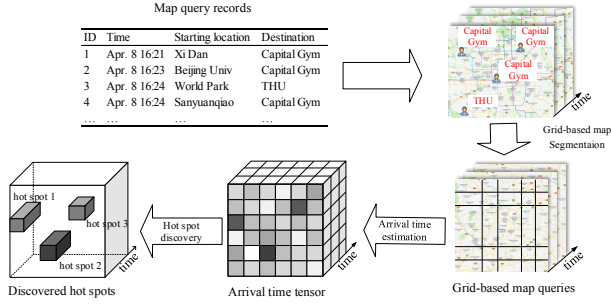 Map query records
ID Time Starting location Destination
1 Apr. 8 16:21 Xi Dan Capital Gym
2 Apr. 8 16:23 Beijing Univ Capital Gym
3 Apr. 8 16:24 World Park THU
4 Apr. 8 16:24 Sanyuanqiao Capital Gym
... ... ... ...
Capital
Gym
Capital
Gym
Capital
Gym
THU
time
Grid-based map
Segmentaion
hot spot 1
hot spot 3
hot spot 2
time
Hot spot
discovery
time
Arrival time
estimation
time
Discovered hot spots
Arrival time tensor
Grid-based map queries